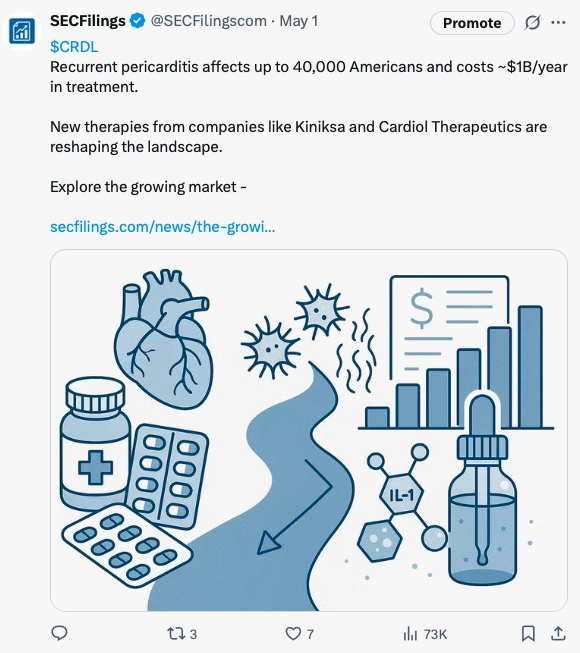 SECFilings @SECFilingscom · May 1
Promote
$CRDL
Recurrent pericarditis affects up to 40,000 Americans and costs ~$1B/year
in treatment.
New therapies from companies like Kiniksa and Cardiol Therapeutics are
reshaping the landscape.
Explore the growing market -
secfilings.com/news/the-growi...
$
IL-1
3
7
73K